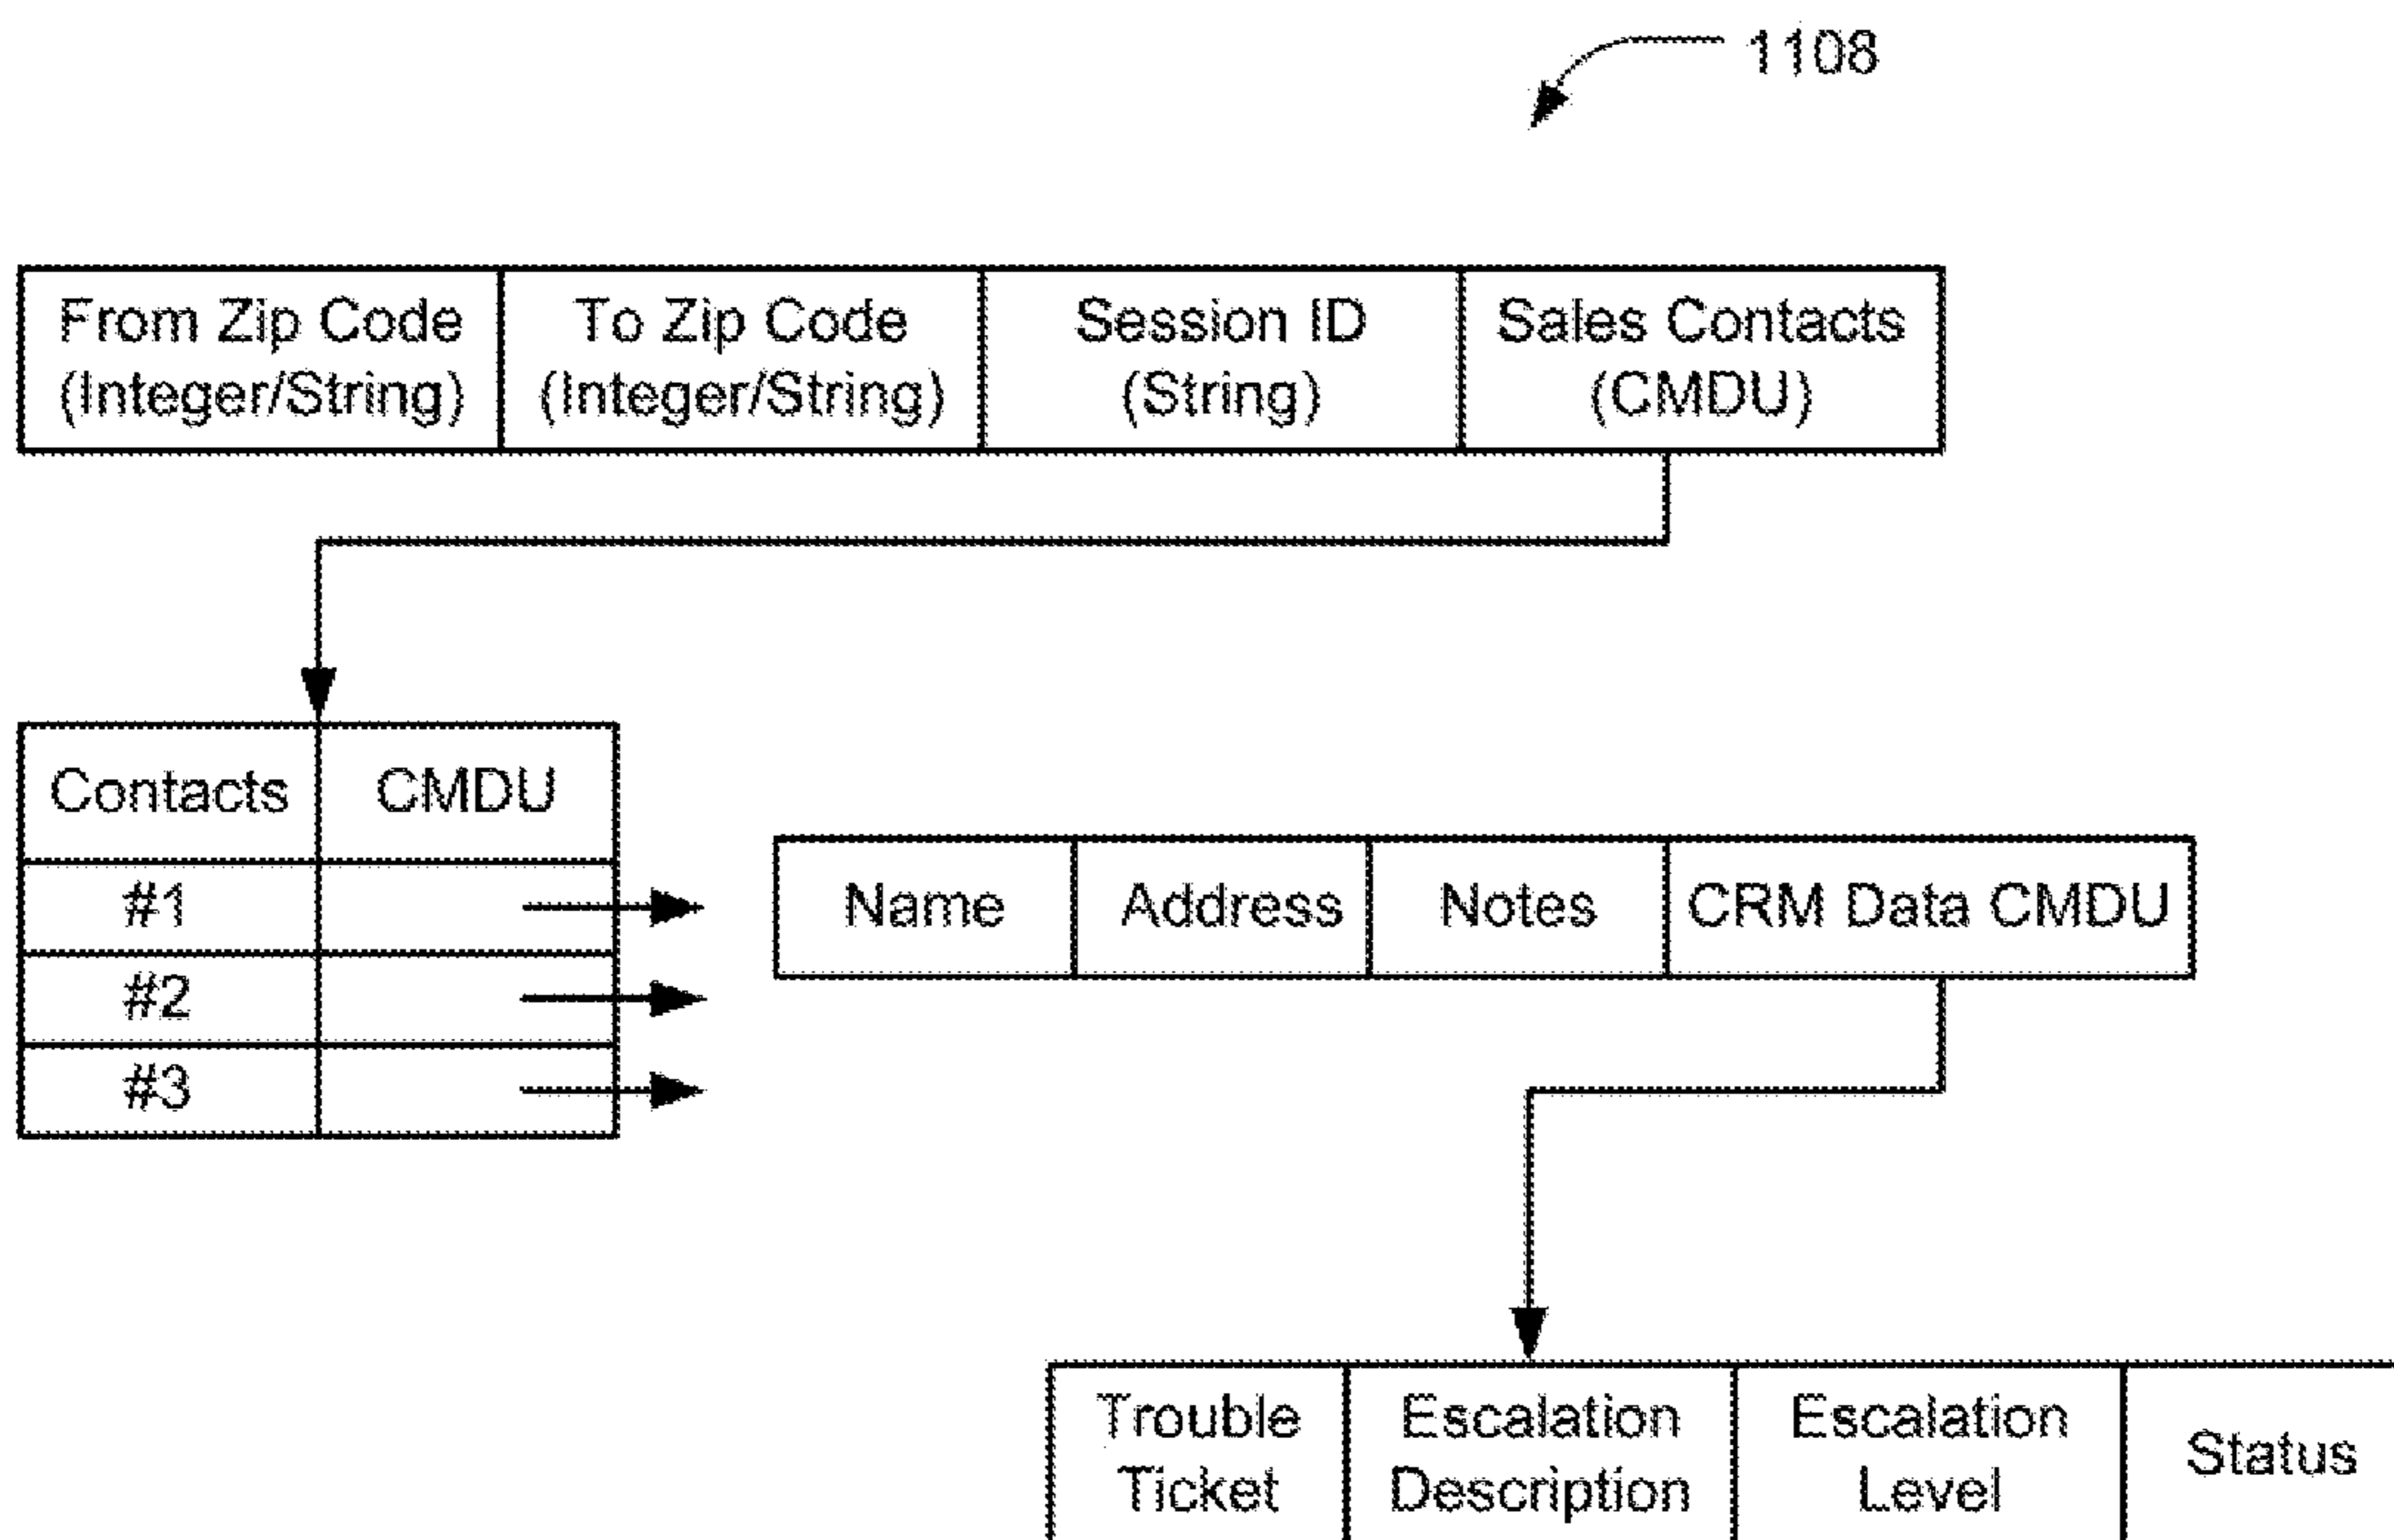 1108
From Zip Code To Zip Code Session ID Sales Contacts
(Integer/String) (Integer/String) (String) (CMDU)
Contacts CMDU
#1
Name Address Notes CRM Data CMDU
#2
#3
Trouble Escalation Escalation Status
Ticket Description Level